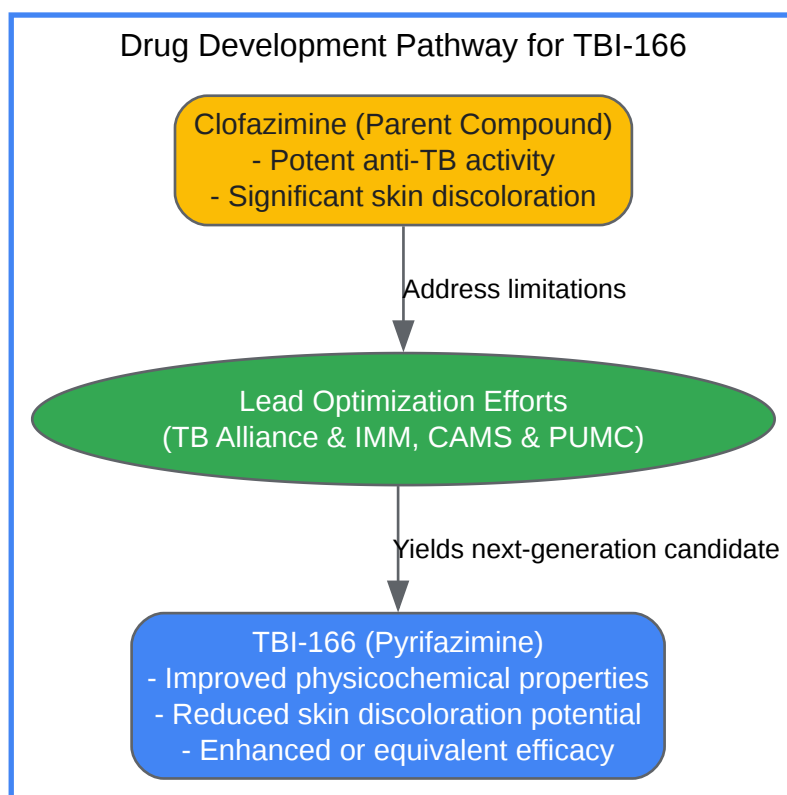 Drug Development Pathway for TBI-166
Clofazimine (Parent Compound)
- Potent anti-TB activity
- Significant skin discoloration
Address limitations
Lead Optimization Efforts
(TB Alliance & IMM, CAMS & PUMC)
Yields next-generation candidate
TBI-166 (Pyrifazimine)
- Improved physicochemical properties
- Reduced skin discoloration potential
- Enhanced or equivalent efficacy